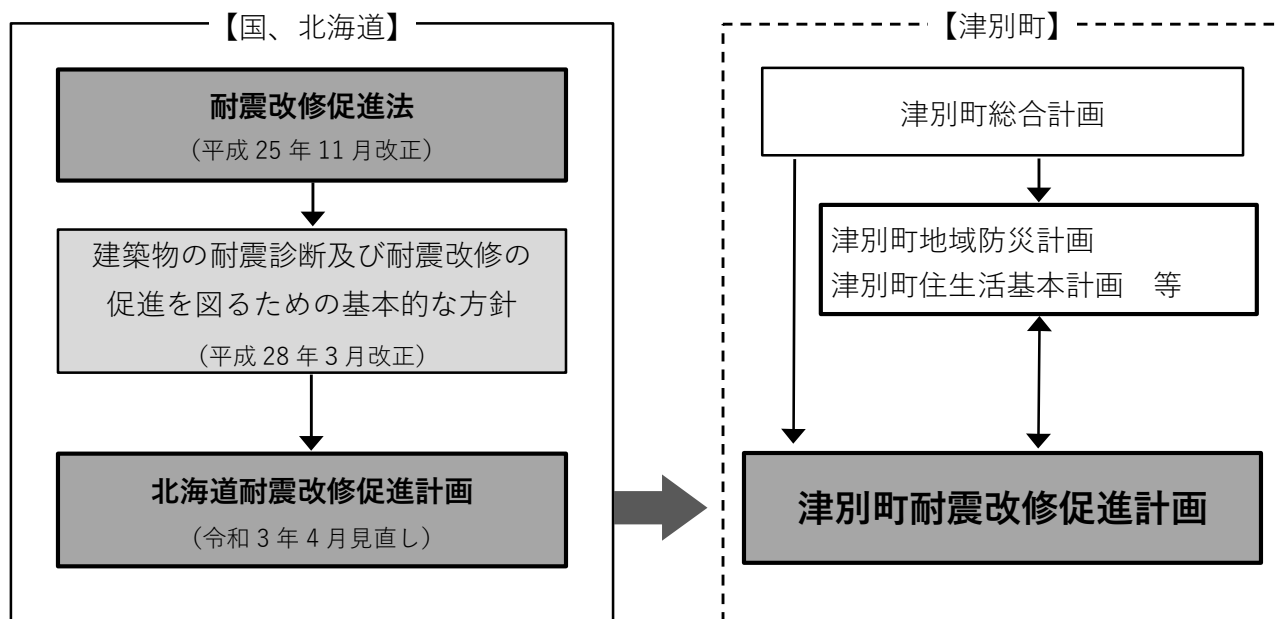 【国、北海道】
耐震改修促進法
（平成 25 年 11 月改正）
建築物の耐震診断及び耐震改修の
促進を図るための基本的な方針
（平成 28 年 3 月改正）
北海道耐震改修促進計画
（令和 3 年 4 月見直し）
【津別町】
津別町総合計画
津別町地域防災計画
津別町住生活基本計画　等
津別町耐震改修促進計画